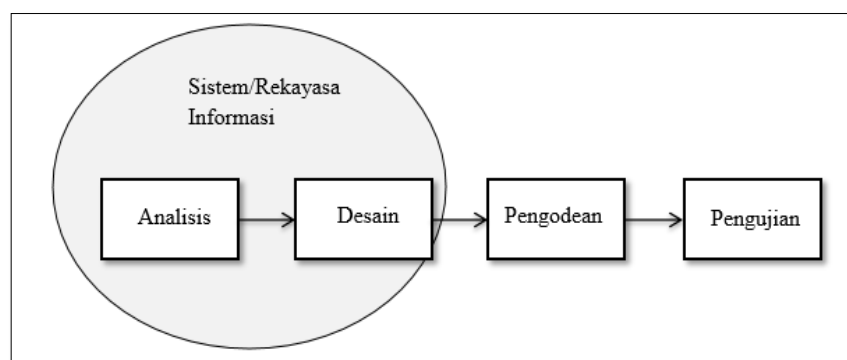 Sistem/Rekayasa
Informasi
Analisis
Desain
Pengodean
Pengujian